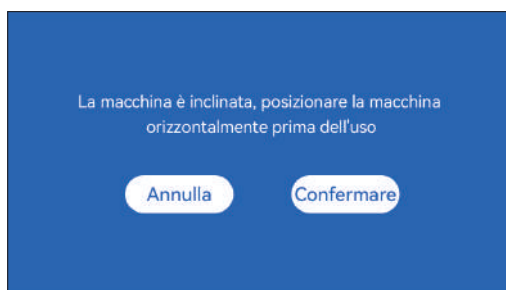 La macchina è inclinata, posizionare la macchina
orizzontalmente prima dell'uso
Annulla
Confermare